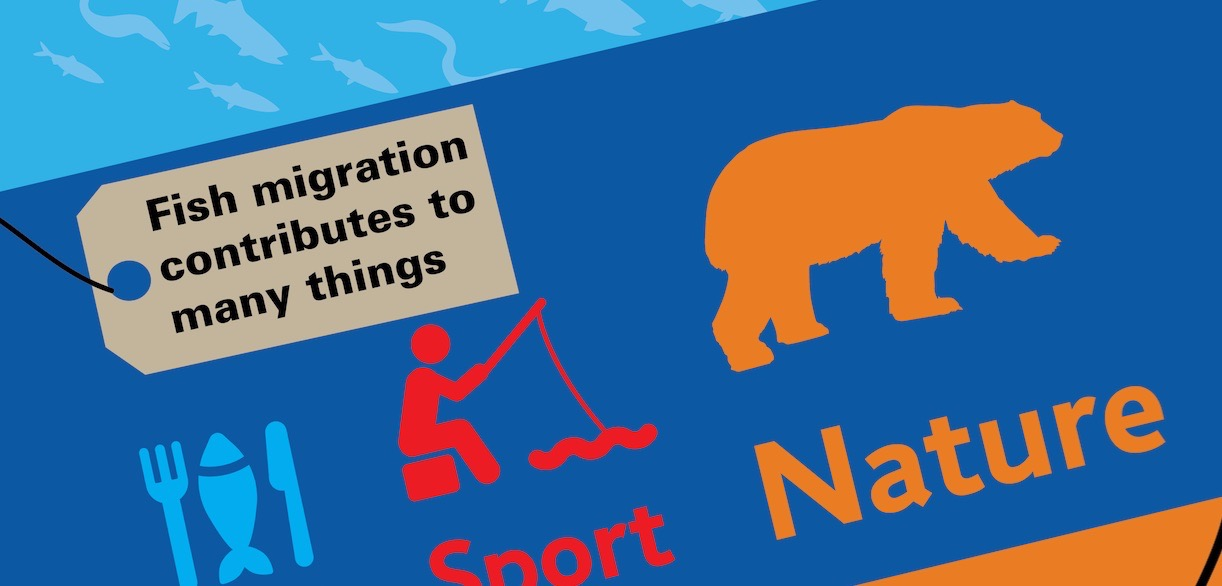 Fish migration
contributes to
many things
Sport
Nature